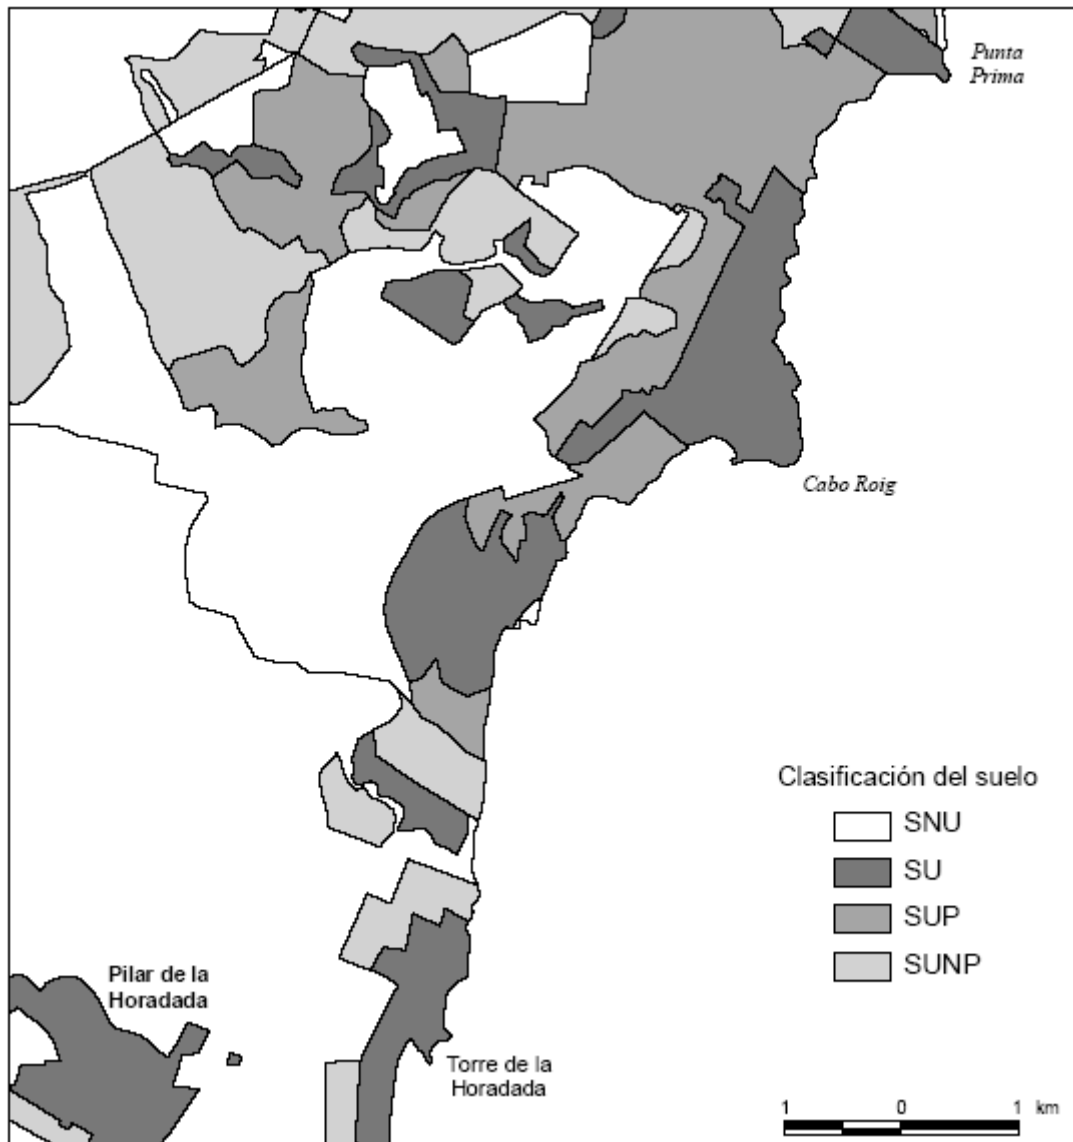 Punta
Prima
Cabo Roig
Clasificación del suelo
SNU
SU
SUP
SUNP
Pilar de la
Horadada
Torre de la
Horadada
1 0 1 km